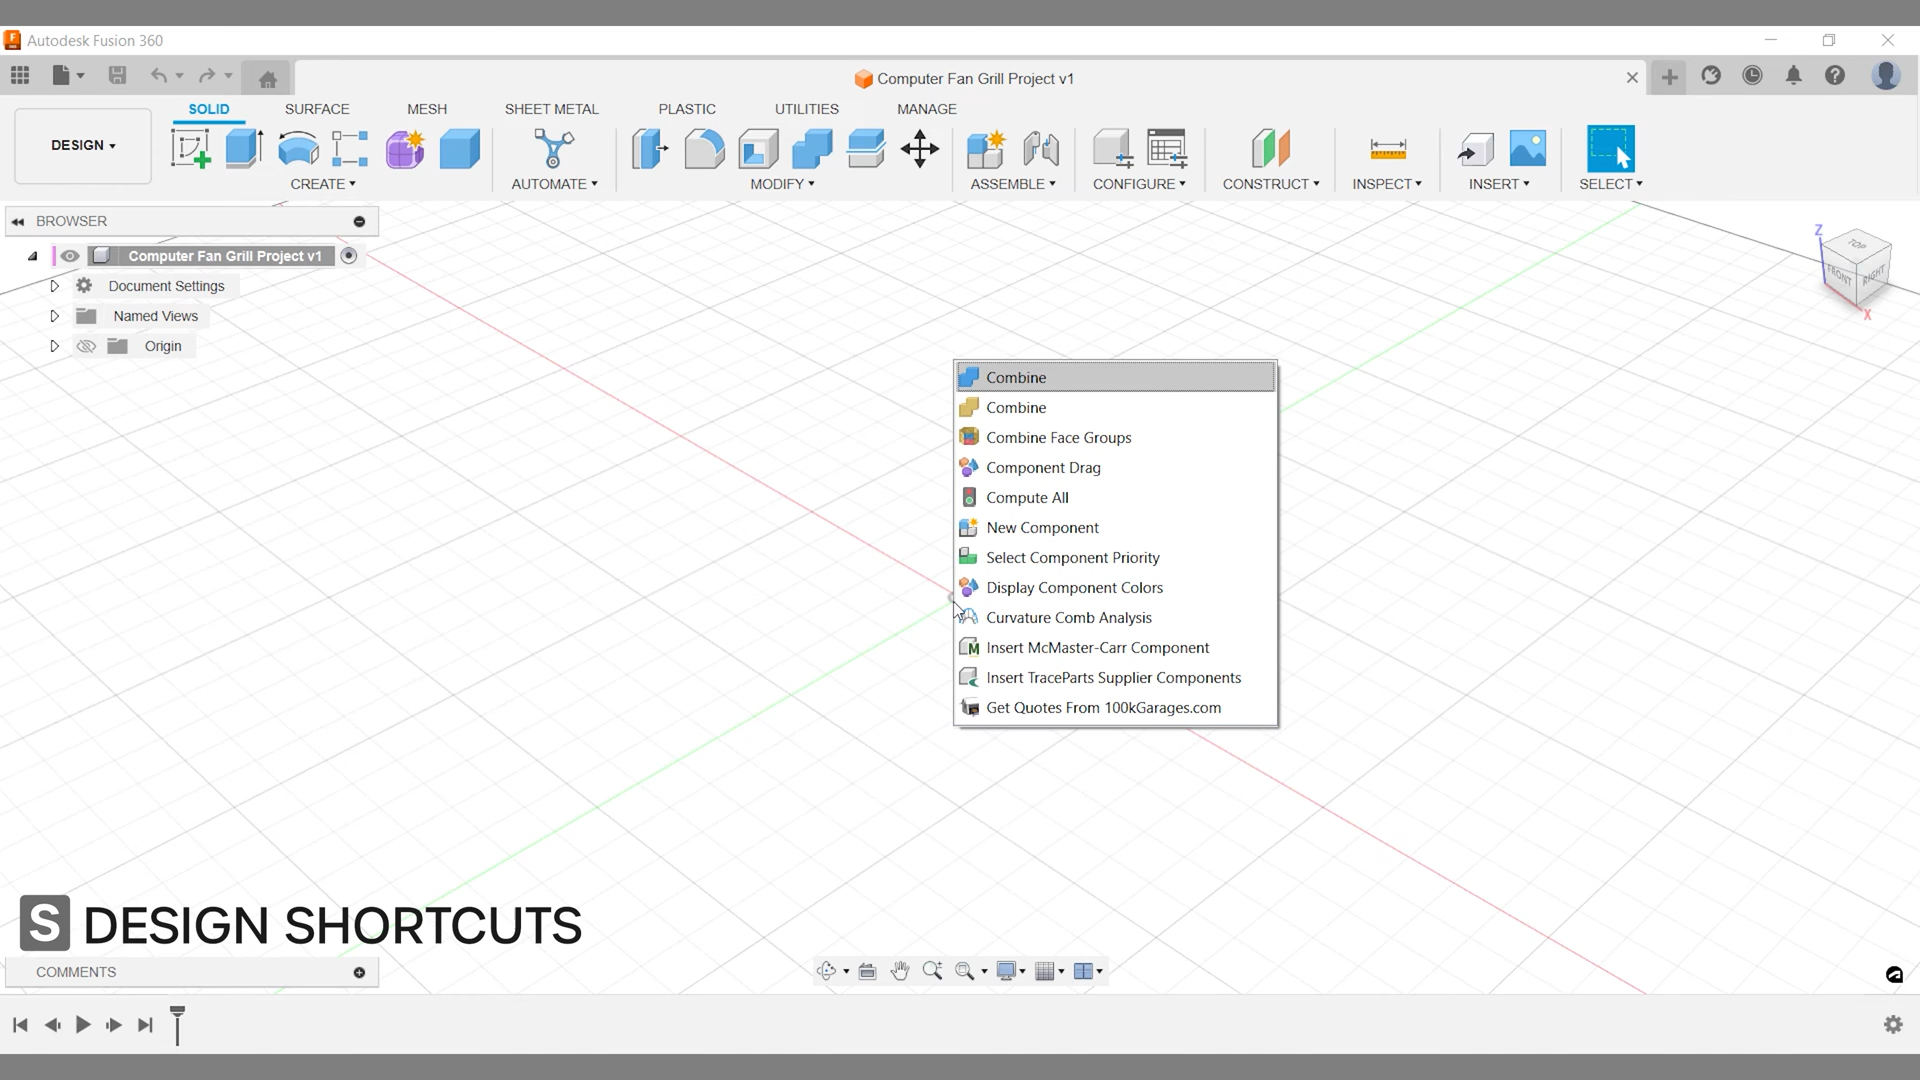 Autodesk Fusion 360
Computer Fan Grill Project v1
SOLID SURFACE MESH SHEET METAL PLASTIC UTILITIES MANAGE
DESIGN
CREATE AUTOMATE MODIFY ASSEMBLE CONFIGURE CONSTRUCT INSPECT INSERT SELECT
BROWSER
Computer Fan Grill Project v1
Document Settings
Named Views
Origin
Z
TOP
FRONT RIGHT
X
Combine
Combine
Combine Face Groups
Component Drag
Compute All
New Component
Select Component Priority
Display Component Colors
Curvature Comb Analysis
Insert McMaster-Carr Component
Insert TraceParts Supplier Components
Get Quotes From 100kGarages.com
S DESIGN SHORTCUTS
COMMENTS